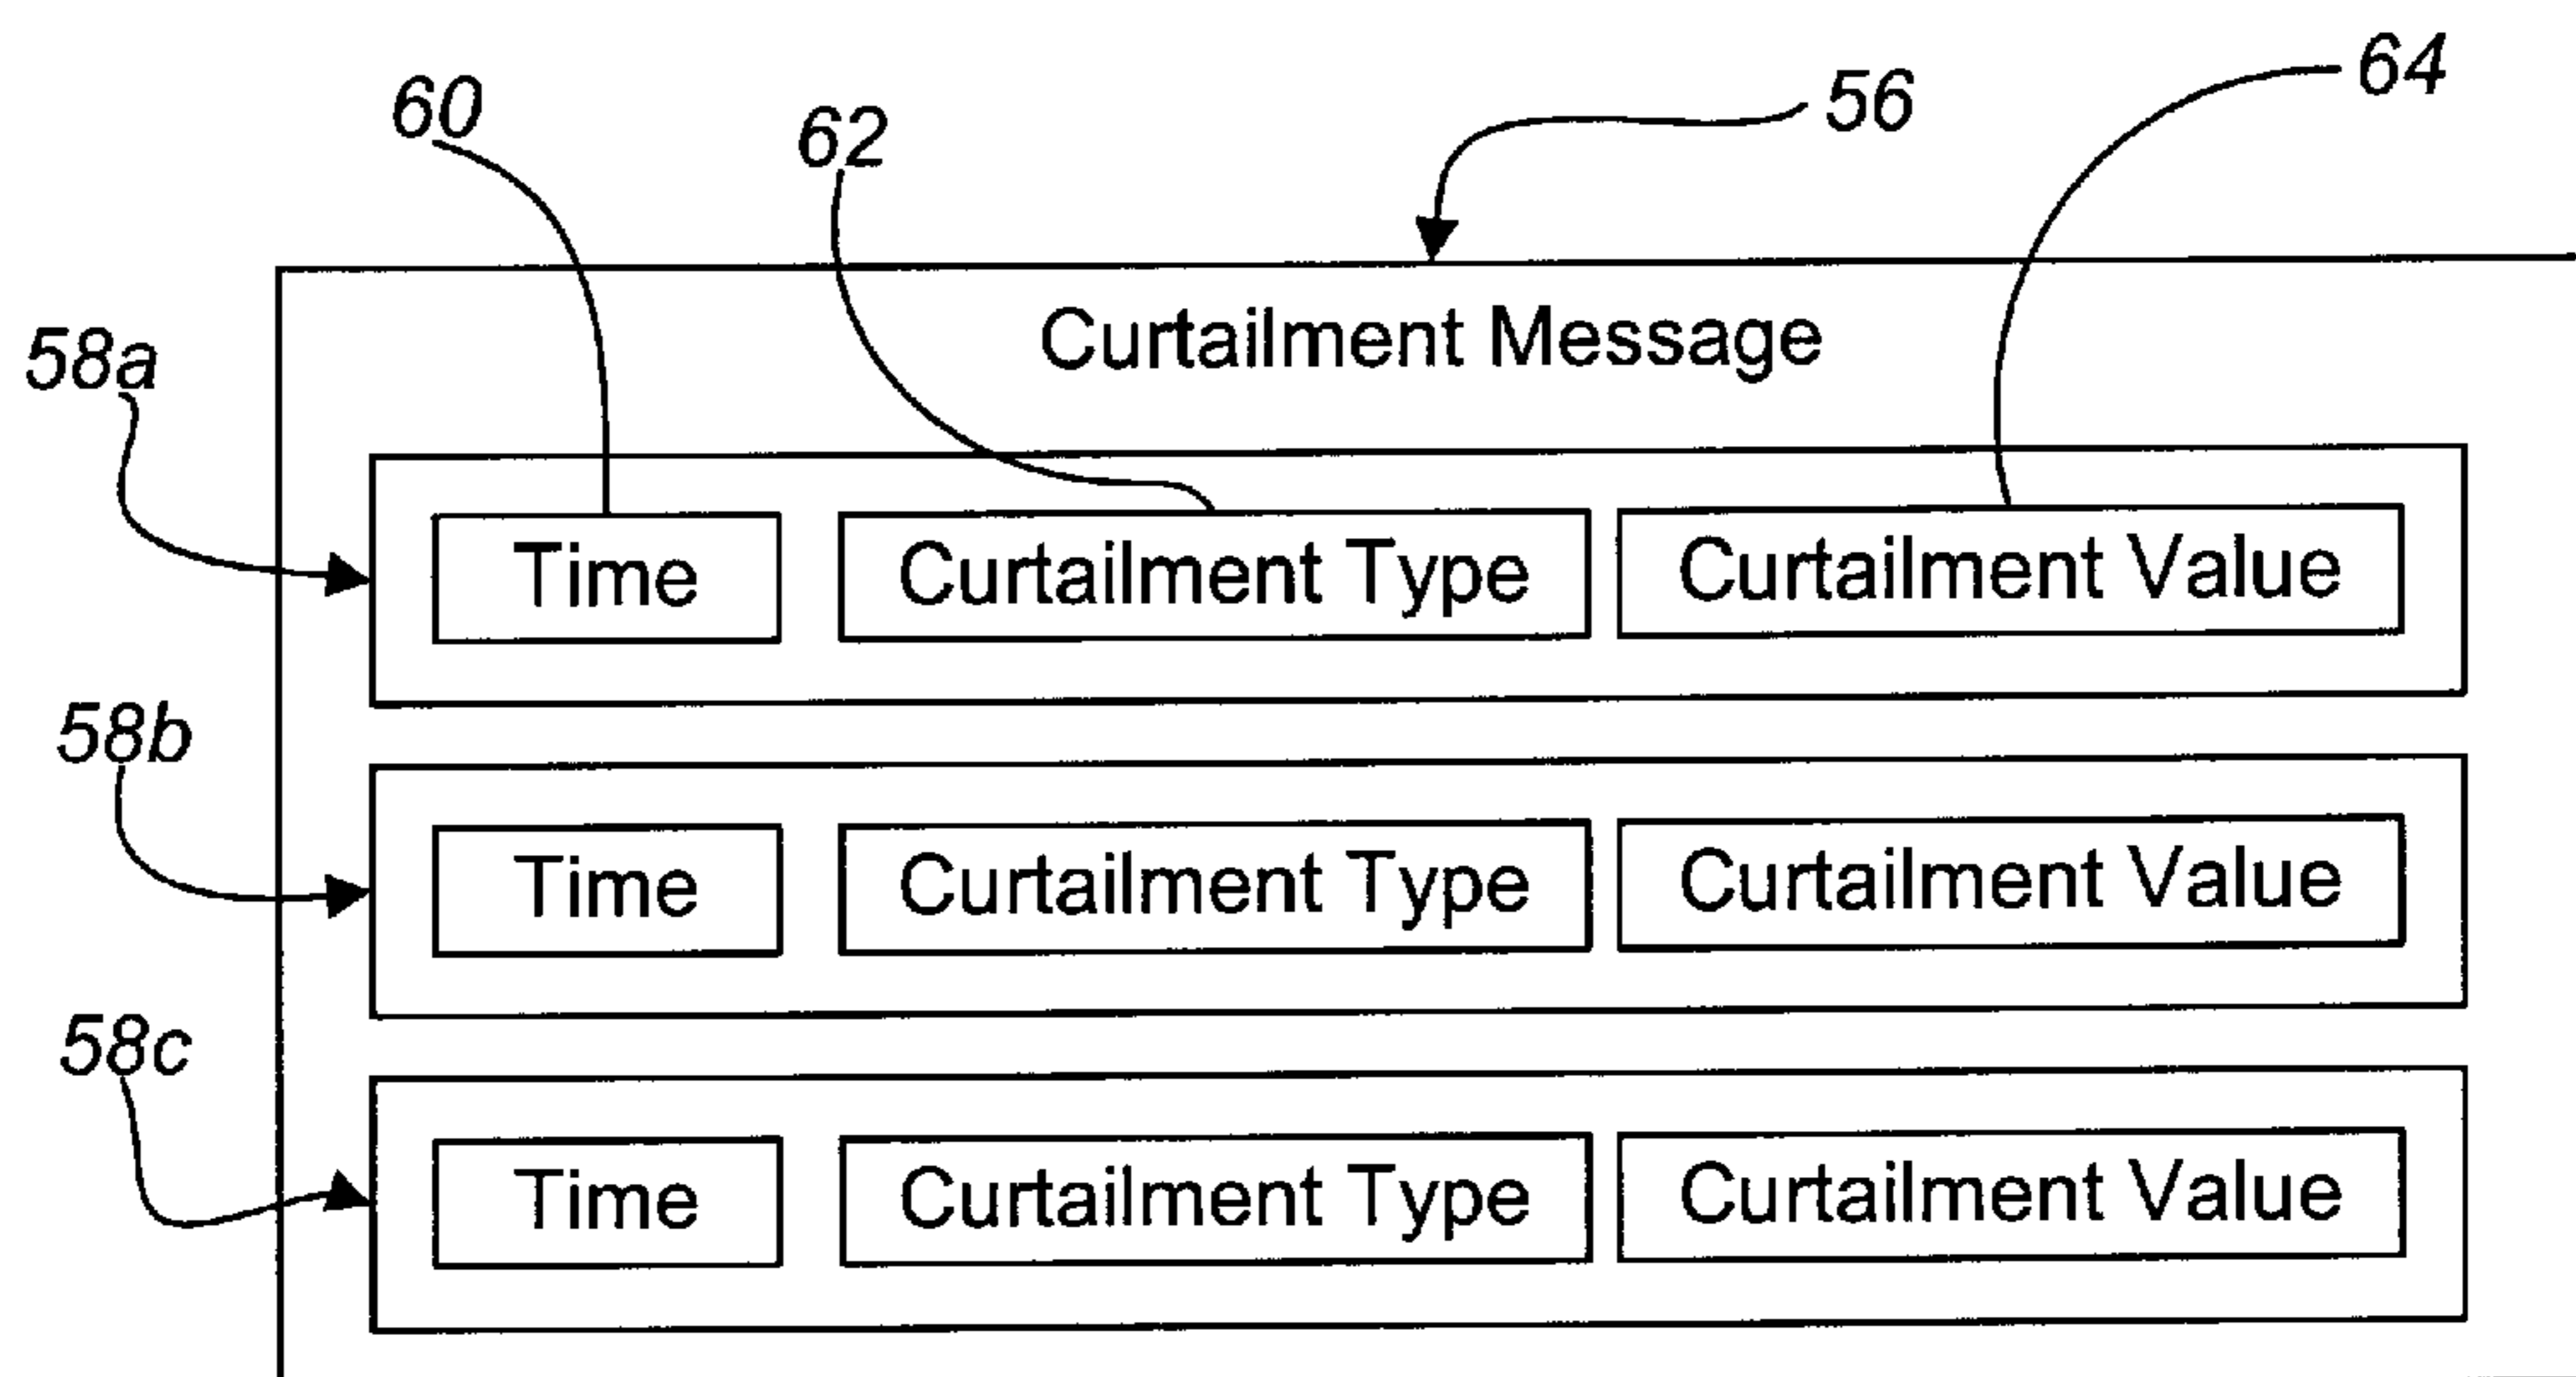 60
62
56
64
Curtailment Message
58a
Time Curtailment Type Curtailment Value
58b
Time Curtailment Type Curtailment Value
58c
Time Curtailment Type Curtailment Value